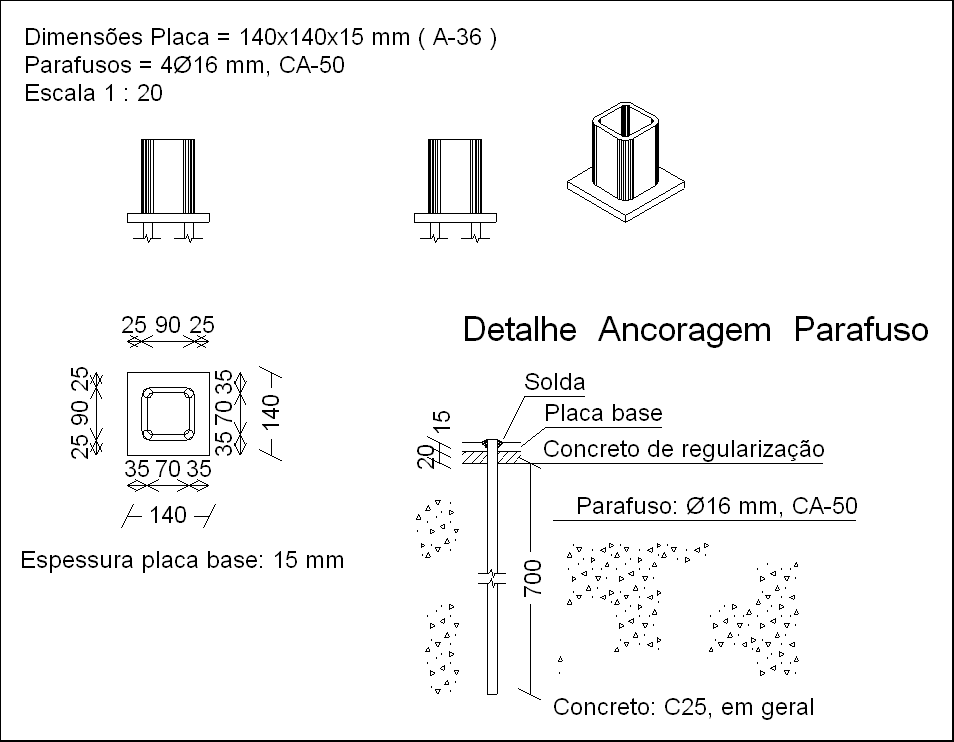 Dimensões Placa = 140x140x15 mm ( A-36 )
Parafusos = 4Ø16 mm, CA-50
Escala 1 : 20
25 90 25
25 90 25
35 70 35
140
35 70 35
140
Espessura placa base: 15 mm
Detalhe Ancoragem Parafuso
Solda
Placa base
Concreto de regularização
15
20
Parafuso: Ø16 mm, CA-50
700
Concreto: C25, em geral